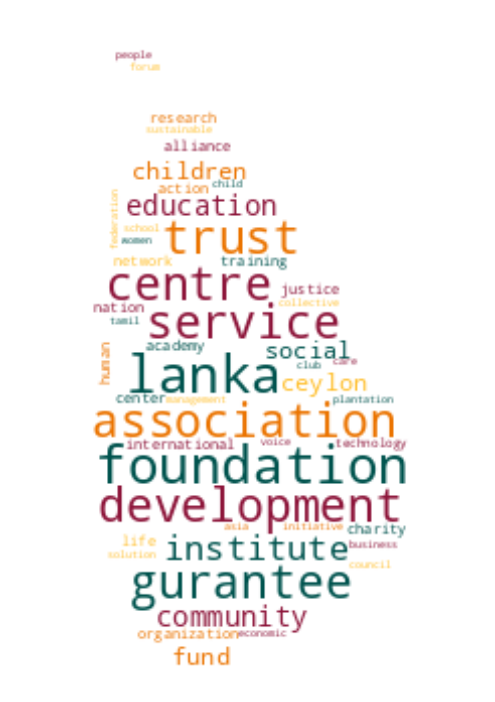 people
forum
research
sustainable
alliance
children
action child
federation
education
school
women
trust
network training
centre
justice
collective
nation
tamil
service
academy
human
social
club care
lanka
ceylon
center management plantation
association
international voice technology
foundation
development
asia initiative charity
life
solution
institute
business
council
gurantee
community
organization economic
fund